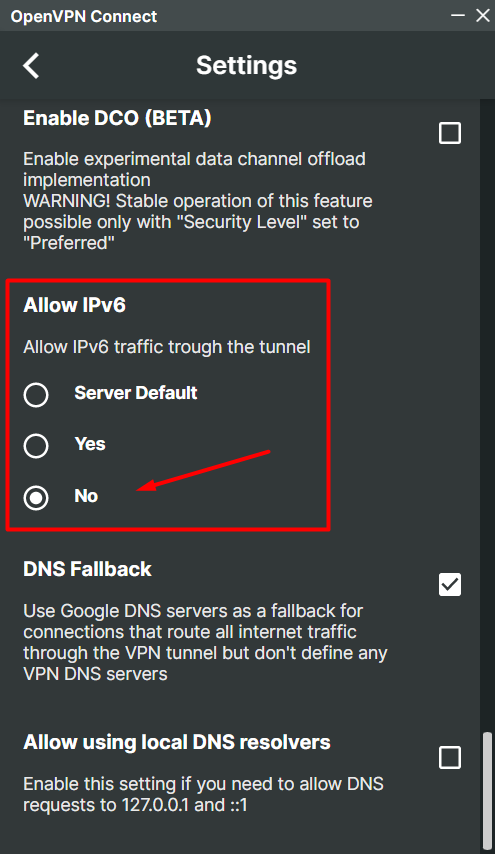 OpenVPN Connect
Settings
Enable DCO (BETA)
Enable experimental data channel offload
implementation
WARNING! Stable operation of this feature
possible only with "Security Level" set to
"Preferred"
Allow IPv6
Allow IPv6 traffic trough the tunnel
Server Default
Yes
No
DNS Fallback
Use Google DNS servers as a fallback for
connections that route all internet traffic
through the VPN tunnel but don't define any
VPN DNS servers
Allow using local DNS resolvers
Enable this setting if you need to allow DNS
requests to 127.0.0.1 and ::1